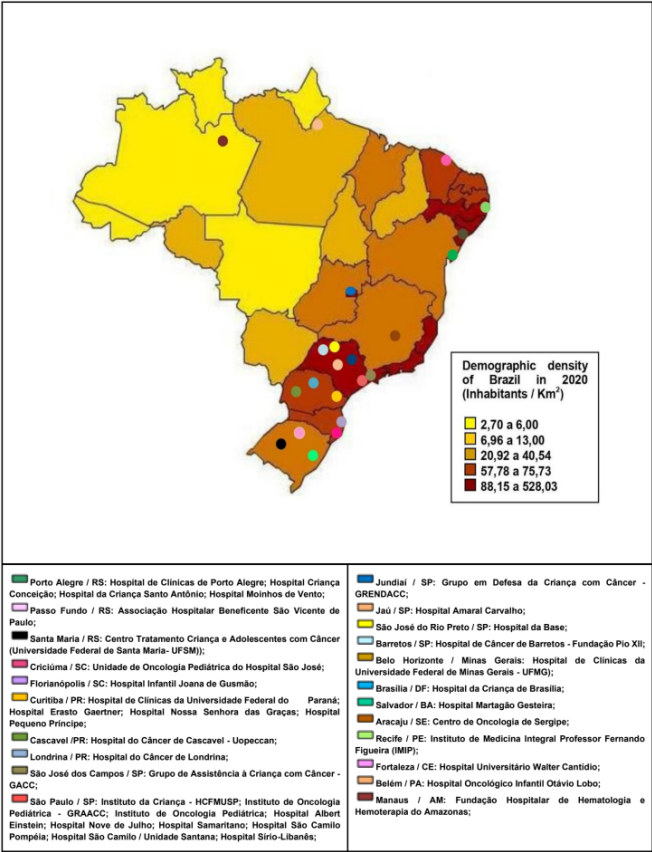 Demographic density
of Brazil in 2020
(Inhabitants / Km²)
2,70 a 6,00
6,96 a 13,00
20,92 a 40,54
57,78 a 75,73
88,15 a 528,03
Porto Alegre / RS: Hospital de Clínicas de Porto Alegre; Hospital Criança
Conceição; Hospital da Criança Santo Antônio; Hospital Moinhos de Vento;
Passo Fundo / RS: Associação Hospitalar Beneficente São Vicente de
Paulo;
Santa Maria / RS: Centro Tratamento Criança e Adolescentes com Câncer
(Universidade Federal de Santa Maria- UFSM));
Criciúma / SC: Unidade de Oncologia Pediátrica do Hospital São José;
Florianópolis / SC: Hospital Infantil Joana de Gusmão;
Curitiba / PR: Hospital de Clínicas da Universidade Federal do Paraná;
Hospital Erasto Gaertner; Hospital Nossa Senhora das Graças; Hospital
Pequeno Príncipe;
Cascavel /PR: Hospital do Câncer de Cascavel - Uopeccan;
Londrina / PR: Hospital do Câncer de Londrina;
São José dos Campos / SP: Grupo de Assistência à Criança com Câncer -
GACC;
São Paulo / SP: Instituto da Criança - HCFMUSP; Instituto de Oncologia
Pediátrica - GRAACC; Instituto de Oncologia Pediátrica; Hospital Albert
Einstein; Hospital Nove de Julho; Hospital Samaritano; Hospital São Camilo
Pompéia; Hospital São Camilo / Unidade Santana; Hospital Sírio-Libanês;
Jundiaí / SP: Grupo em Defesa da Criança com Câncer -
GRENDACC;
Jaú / SP: Hospital Amaral Carvalho;
São José do Rio Preto / SP: Hospital da Base;
Barretos / SP: Hospital de Câncer de Barretos - Fundação Pio XII;
Belo Horizonte / Minas Gerais: Hospital de Clínicas da
Universidade Federal de Minas Gerais - UFMG);
Brasília / DF: Hospital da Criança de Brasília;
Salvador / BA: Hospital Martagão Gesteira;
Aracaju / SE: Centro de Oncologia de Sergipe;
Recife / PE: Instituto de Medicina Integral Professor Fernando
Figueira (IMIP);
Fortaleza / CE: Hospital Universitário Walter Cantídio;
Belém / PA: Hospital Oncológico Infantil Otávio Lobo;
Manaus / AM: Fundação Hospitalar de Hematologia e
Hemoterapia do Amazonas;